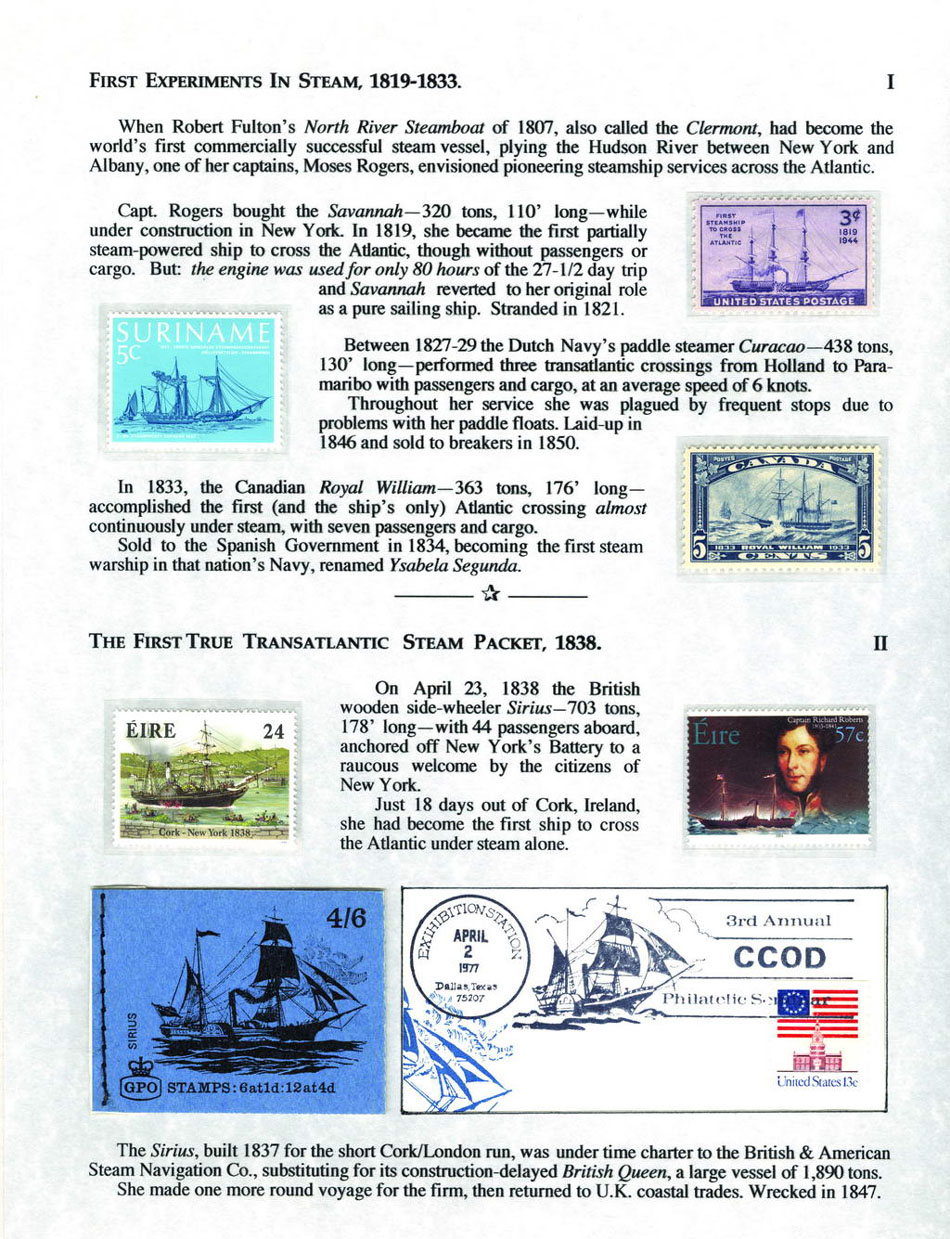 FIRST EXPERIMENTS IN STEAM, 1819-1833.
I
When Robert Fulton's North River Steamboat of 1807, also called the Clermont, had become the
world's first commercially successful steam vessel, plying the Hudson River between New York and
Albany, one of her captains, Moses Rogers, envisioned pioneering steamship services across the Atlantic.
Capt. Rogers bought the Savannah—320 tons, 110' long—while
under construction in New York. In 1819, she became the first partially
steam-powered ship to cross the Atlantic, though without passengers or
cargo. But: the engine was used for only 80 hours of the 27-1/2 day trip
and Savannah reverted to her original role
as a pure sailing ship. Stranded in 1821.
FIRST
STEAMSHIP
TO CROSS
THE
ATLANTIC
3¢
1819
1944
UNITED STATES POSTAGE
SURINAME
5c
Between 1827-29 the Dutch Navy's paddle steamer Curacao—438 tons,
130' long—performed three transatlantic crossings from Holland to Para-
maribo with passengers and cargo, at an average speed of 6 knots.
Throughout her service she was plagued by frequent stops due to
problems with her paddle floats. Laid-up in
1846 and sold to breakers in 1850.
POSTES
POSTAGE
CANADA
1833 ROYAL WILLIAM 1933
5 CENTS 5
In 1833, the Canadian Royal William—363 tons, 176' long—
accomplished the first (and the ship's only) Atlantic crossing almost
continuously under steam, with seven passengers and cargo.
Sold to the Spanish Government in 1834, becoming the first steam
warship in that nation's Navy, renamed Ysabela Segunda.
THE FIRST TRUE TRANSATLANTIC STEAM PACKET, 1838.
II
ÉIRE 24
Cork - New York 1838
On April 23, 1838 the British
wooden side-wheeler Sirius—703 tons,
178' long—with 44 passengers aboard,
anchored off New York's Battery to a
raucous welcome by the citizens of
New York.
Just 18 days out of Cork, Ireland,
she had become the first ship to cross
the Atlantic under steam alone.
Captain Richard Roberts
1803-1841
Éire 57c
4/6
SIRIUS
GPO STAMPS:6at1d:12at4d
EXIHIBITION STATION
APRIL
2
1977
Dallas, Texas
75207
3rd Annual
CCOD
Philatelic Seminar
United States 13c
The Sirius, built 1837 for the short Cork/London run, was under time charter to the British & American
Steam Navigation Co., substituting for its construction-delayed British Queen, a large vessel of 1,890 tons.
She made one more round voyage for the firm, then returned to U.K. coastal trades. Wrecked in 1847.